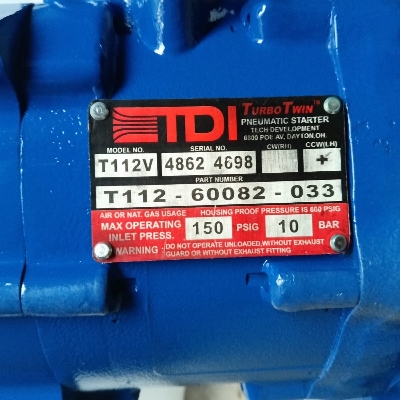 TDI
TURBOTWIN™
PNEUMATIC STARTER
TECH DEVELOPMENT
6800 POE AV, DAYTON,OH.
MODEL NO. SERIAL NO. CW(RH) CCW(LH)
T112V 4862 4698 +
PART NUMBER
T112-60082-033
AIR OR NAT. GAS USAGE HOUSING PROOF PRESSURE IS 600 PSIG
MAX OPERATING
INLET PRESS. 150 PSIG 10 BAR
WARNING - DO NOT OPERATE UNLOADED,WITHOUT EXHAUST
GUARD OR WITHOUT EXHAUST FITTING